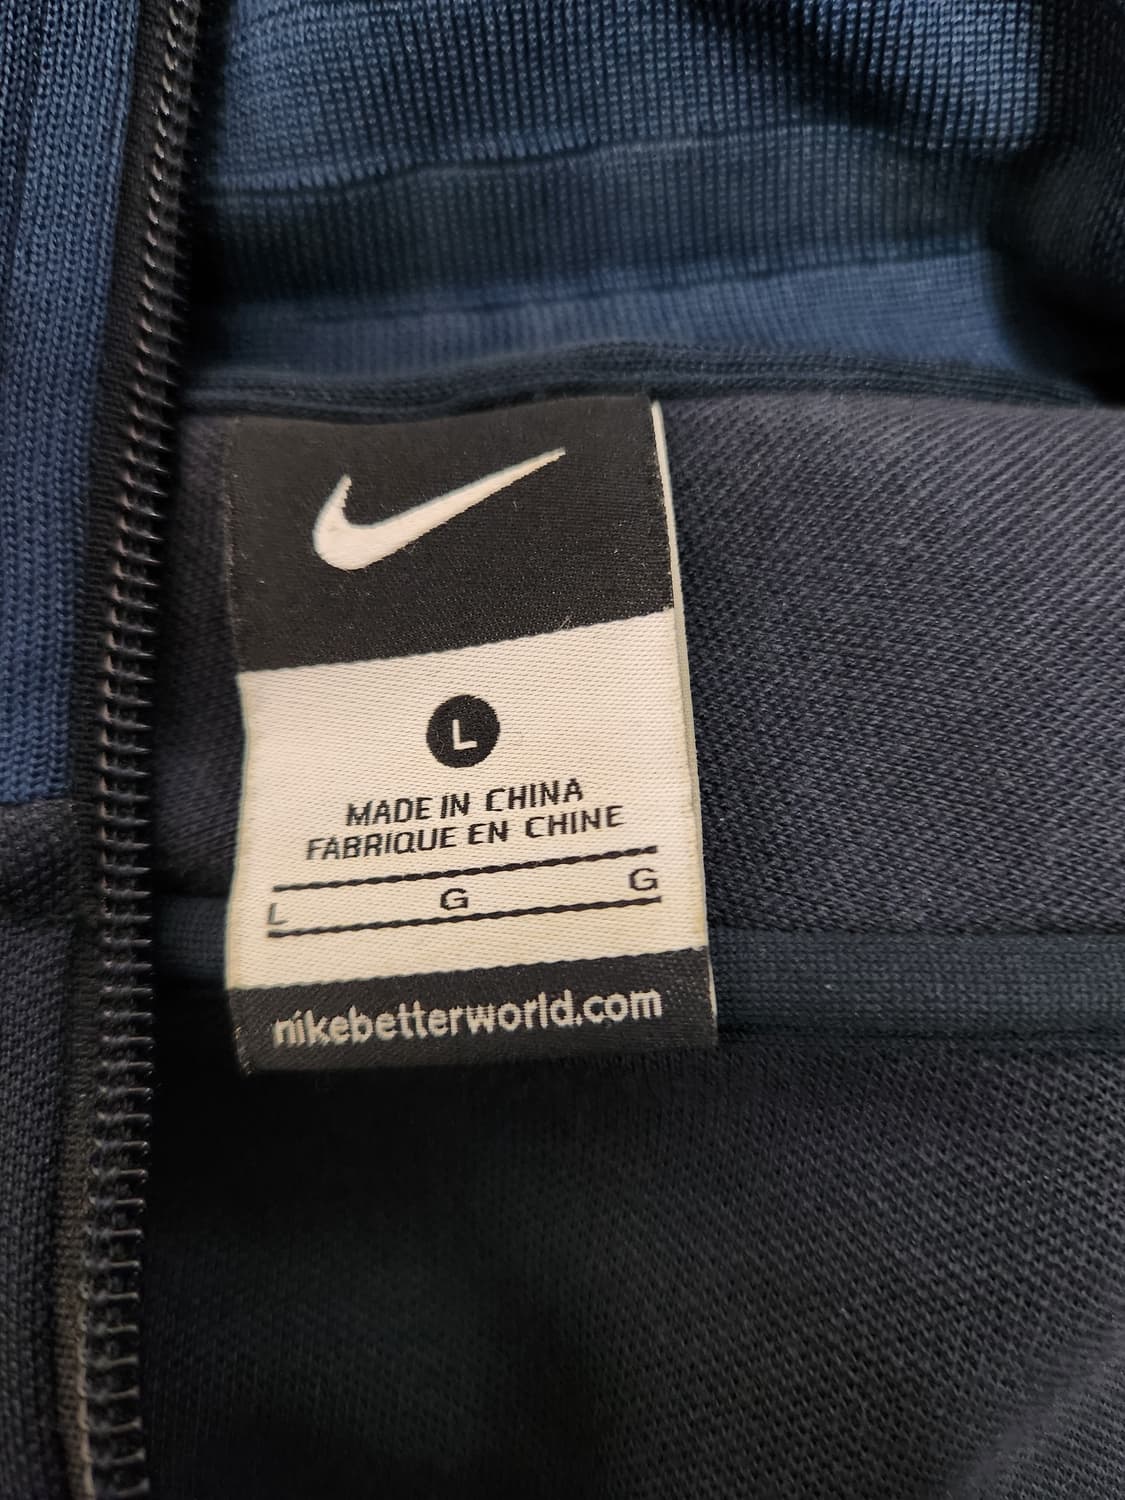 L
MADE IN CHINA
FABRIQUE EN CHINE
L G G
nikebetterworld.com